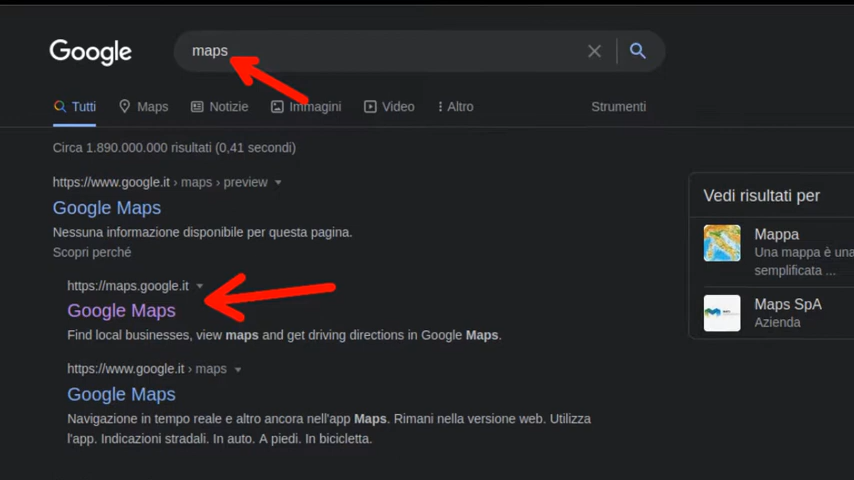 Google
maps
Tutti
Maps
Notizie
Immagini
Video
Altro
Strumenti
Circa 1.890.000.000 risultati (0,41 secondi)
https://www.google.it › maps › preview
Google Maps
Nessuna informazione disponibile per questa pagina.
Scopri perché
https://maps.google.it
Google Maps
Find local businesses, view maps and get driving directions in Google Maps.
https://www.google.it › maps
Google Maps
Navigazione in tempo reale e altro ancora nell'app Maps. Rimani nella versione web. Utilizza
l'app. Indicazioni stradali. In auto. A piedi. In bicicletta.
Vedi risultati per
Mappa
Una mappa è una
semplificata ...
Maps SpA
Azienda